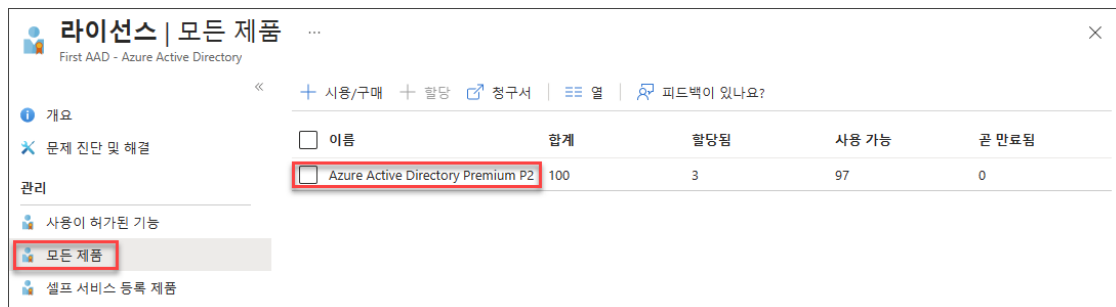 라이선스 | 모든 제품 ...
First AAD - Azure Active Directory
«
개요
문제 진단 및 해결
관리
사용이 허가된 기능
모든 제품
셀프 서비스 등록 제품
+ 시용/구매 + 할당 청구서 열 피드백이 있나요?
이름 합계 할당됨 사용 가능 곧 만료됨
Azure Active Directory Premium P2 100 3 97 0